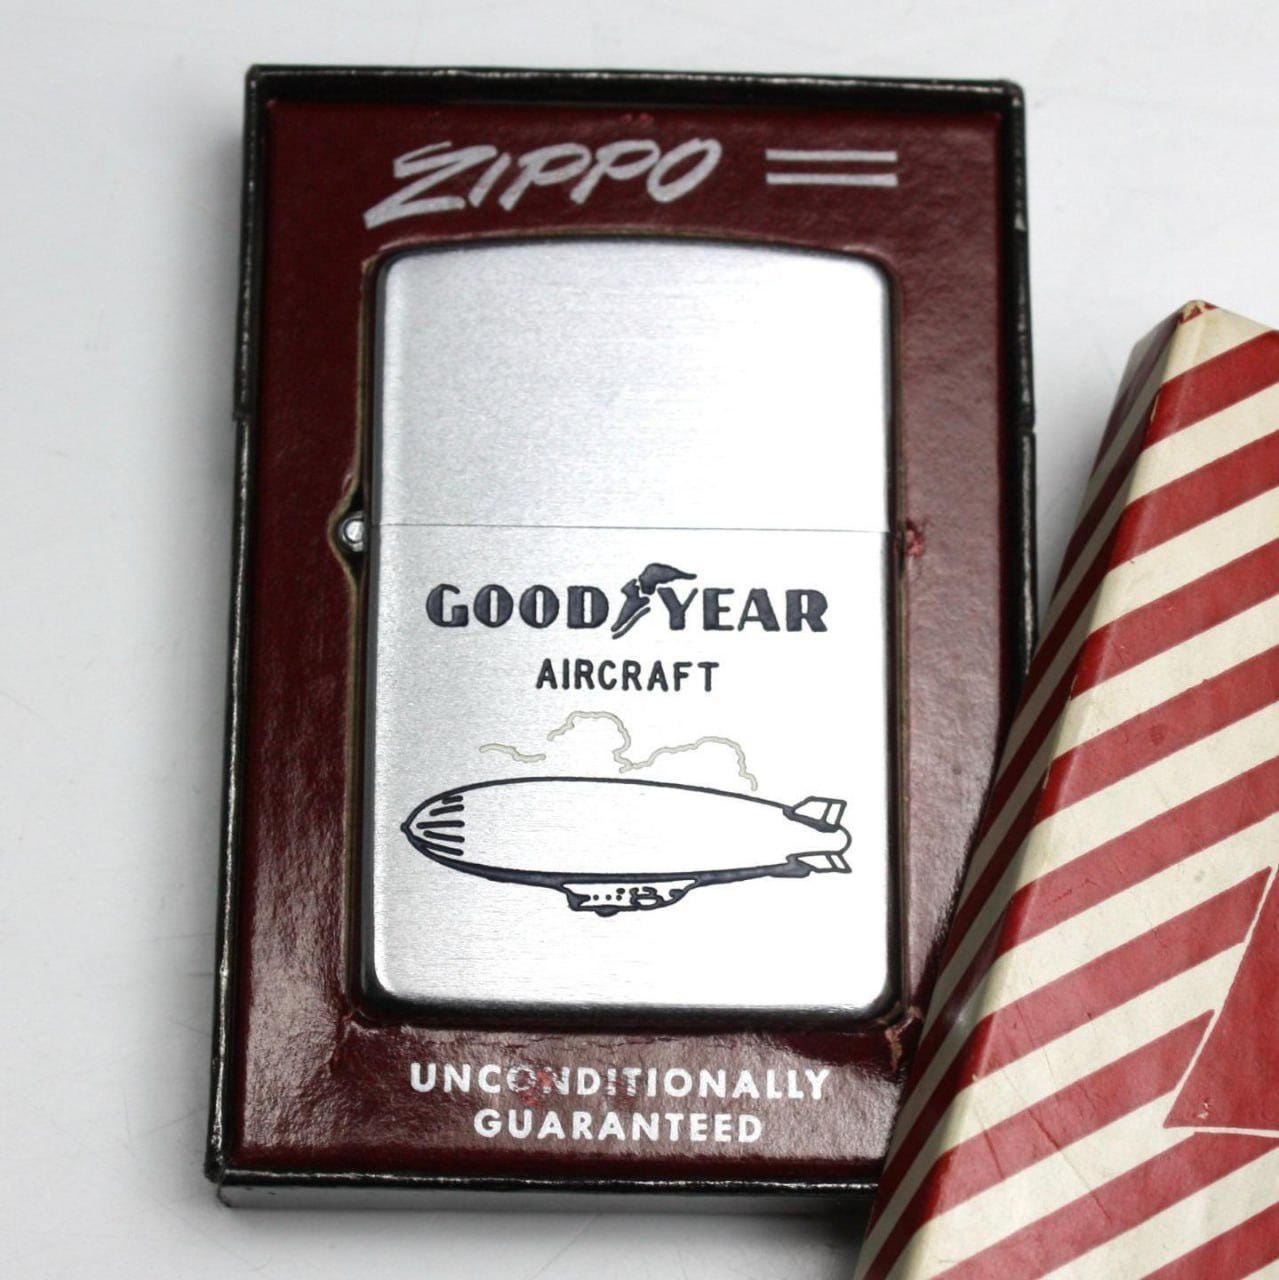 ZIPPO
GOODYEAR
AIRCRAFT
UNCONDITIONALLY
GUARANTEED